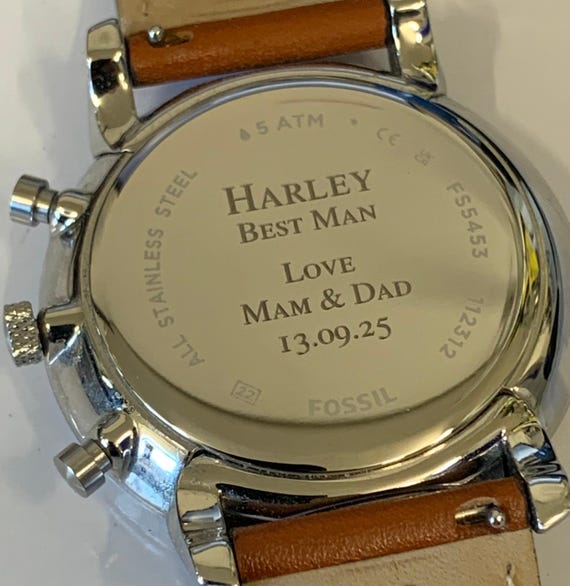 5 ATM
CE
ALL STAINLESS STEEL
HARLEY
BEST MAN
LOVE
MAM & DAD
13.09.25
FS5453
112312
22
FOSSIL